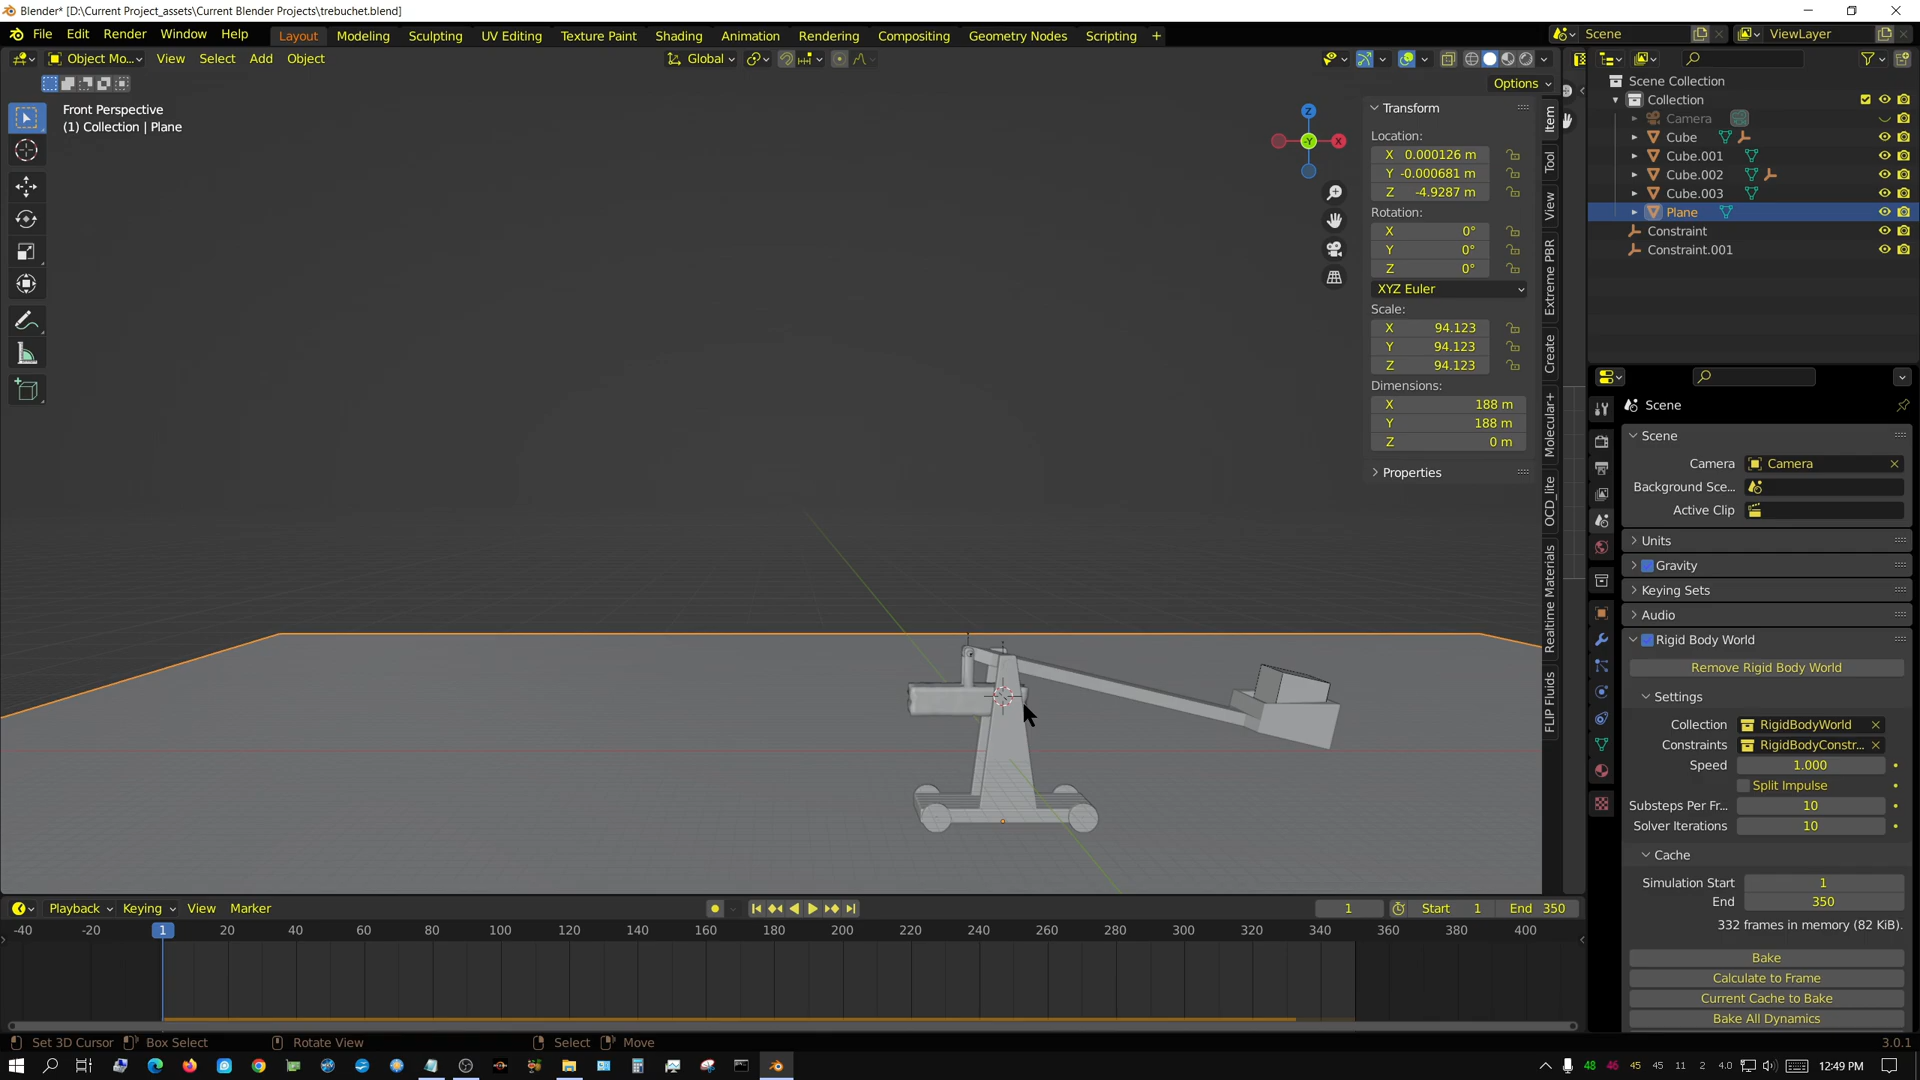 Blender* [D:\Current Project_assets\Current Blender Projects\trebuchet.blend]
File Edit Render Window Help Layout Modeling Sculpting UV Editing Texture Paint Shading Animation Rendering Compositing Geometry Nodes Scripting + Scene ViewLayer
Object Mo... View Select Add Object Global
Options
Front Perspective
(1) Collection | Plane
Z
-Y
X
Transform
Location:
X 0.000126 m
Y -0.000681 m
Z -4.9287 m
Rotation:
X 0°
Y 0°
Z 0°
XYZ Euler
Scale:
X 94.123
Y 94.123
Z 94.123
Dimensions:
X 188 m
Y 188 m
Z 0 m
Properties
Item
Tool
View
Extreme PBR
Create
Molecular+
OCD_lite
Realtime Materials
FLIP Fluids
Scene Collection
Collection
Camera
Cube
Cube.001
Cube.002
Cube.003
Plane
Constraint
Constraint.001
Scene
Scene
Camera Camera
Background Sce...
Active Clip
Units
Gravity
Keying Sets
Audio
Rigid Body World
Remove Rigid Body World
Settings
Collection RigidBodyWorld
Constraints RigidBodyConstr...
Speed 1.000
Split Impulse
Substeps Per Fr... 10
Solver Iterations 10
Cache
Simulation Start 1
End 350
332 frames in memory (82 KiB).
Bake
Calculate to Frame
Current Cache to Bake
Bake All Dynamics
Playback Keying View Marker 1 Start 1 End 350
-40 -20 1 20 40 60 80 100 120 140 160 180 200 220 240 260 280 300 320 340 360 380 400
Set 3D Cursor Box Select Rotate View Select Move 3.0.1
48 46 45 45 11 2 4.0 12:49 PM